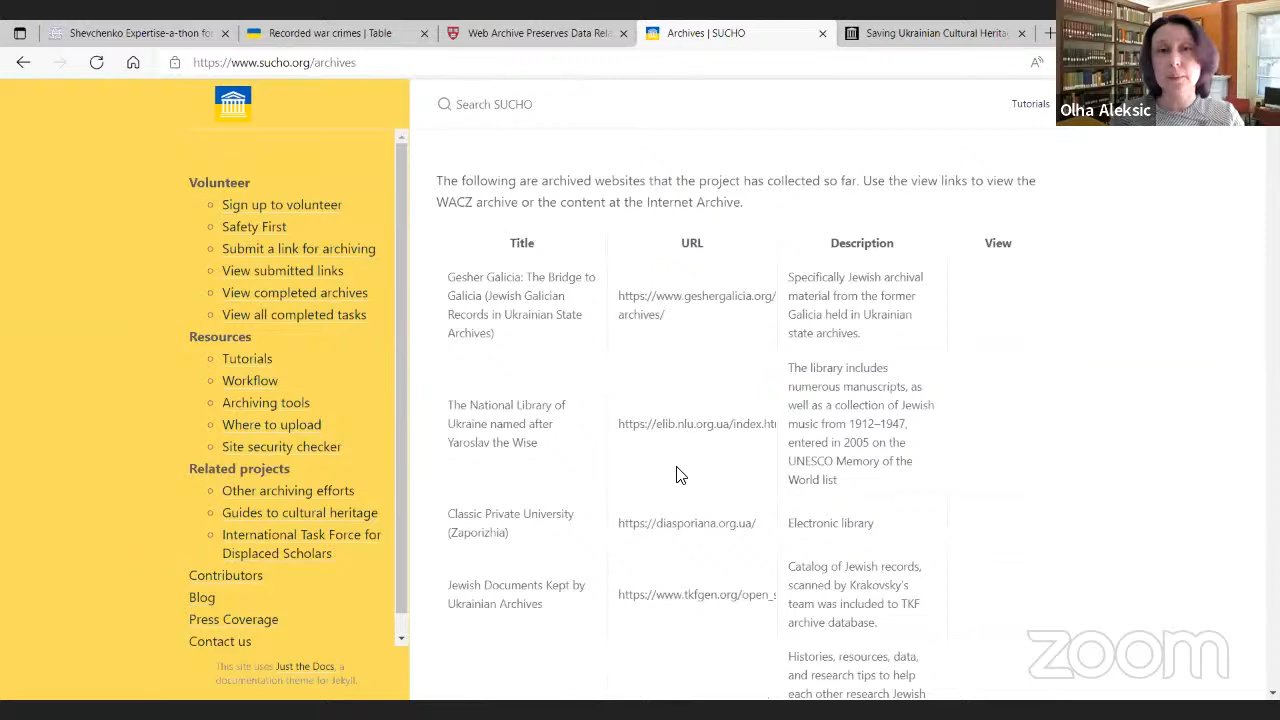 Shevchenko Expertise-a-thon for
Recorded war crimes | Table
Web Archive Preserves Data Rela
Archives | SUCHO
Saving Ukrainian Cultural Heritag
https://www.sucho.org/archives
Olha Aleksic
Search SUCHO
Tutorials
Volunteer
Sign up to volunteer
Safety First
Submit a link for archiving
View submitted links
View completed archives
View all completed tasks
Resources
Tutorials
Workflow
Archiving tools
Where to upload
Site security checker
Related projects
Other archiving efforts
Guides to cultural heritage
International Task Force for
Displaced Scholars
Contributors
Blog
Press Coverage
Contact us
This site uses Just the Docs, a
documentation theme for Jekyll.
The following are archived websites that the project has collected so far. Use the view links to view the
WACZ archive or the content at the Internet Archive.
Title URL Description View
Gesher Galicia: The Bridge to
Galicia (Jewish Galician
Records in Ukrainian State
Archives)
https://www.geshergalicia.org/
archives/
Specifically Jewish archival
material from the former
Galicia held in Ukrainian
state archives.
The National Library of
Ukraine named after
Yaroslav the Wise
https://elib.nlu.org.ua/index.ht
The library includes
numerous manuscripts, as
well as a collection of Jewish
music from 1912–1947,
entered in 2005 on the
UNESCO Memory of the
World list
Classic Private University
(Zaporizhia)
https://diasporiana.org.ua/
Electronic library
Jewish Documents Kept by
Ukrainian Archives
https://www.tkfgen.org/open_s
Catalog of Jewish records,
scanned by Krakovsky's
team was included to TKF
archive database.
Histories, resources, data,
and research tips to help
each other research Jewish
zoom